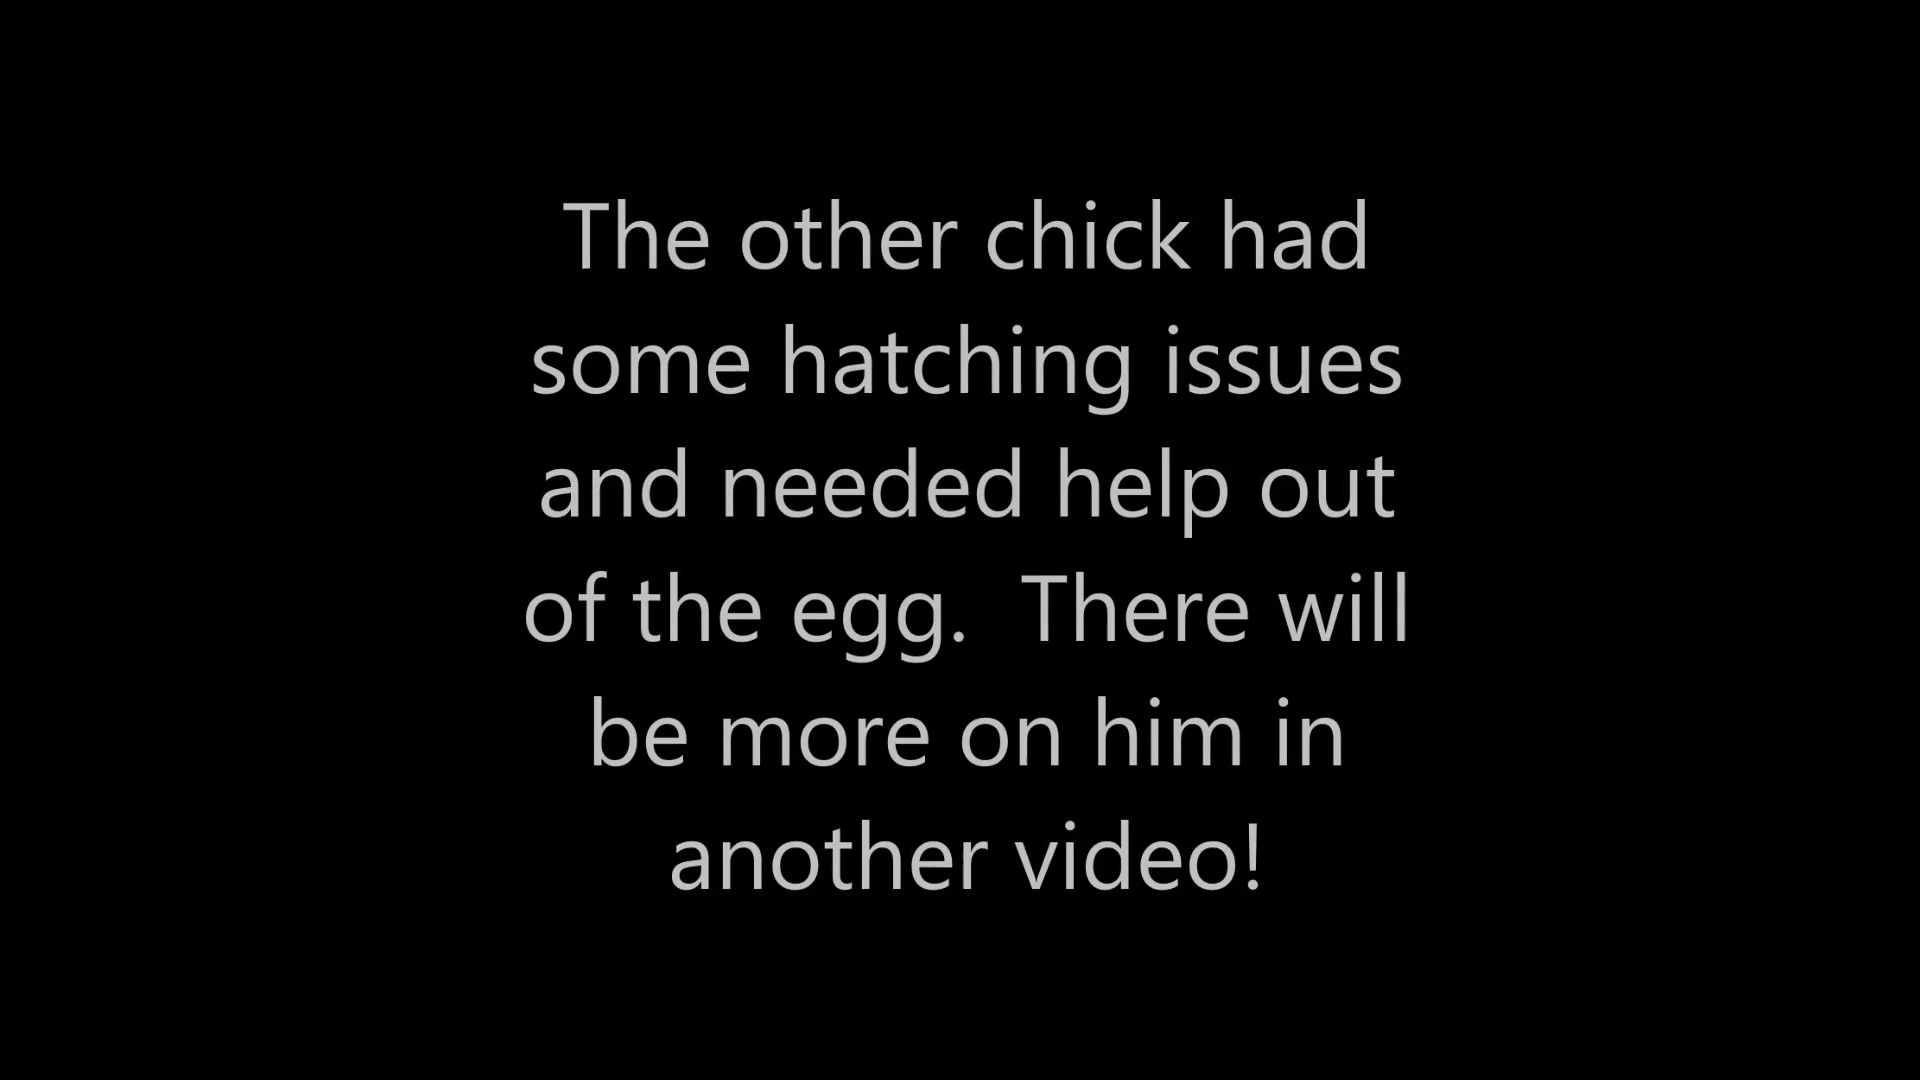 The other chick had
some hatching issues
and needed help out
of the egg.  There will
be more on him in
another video!